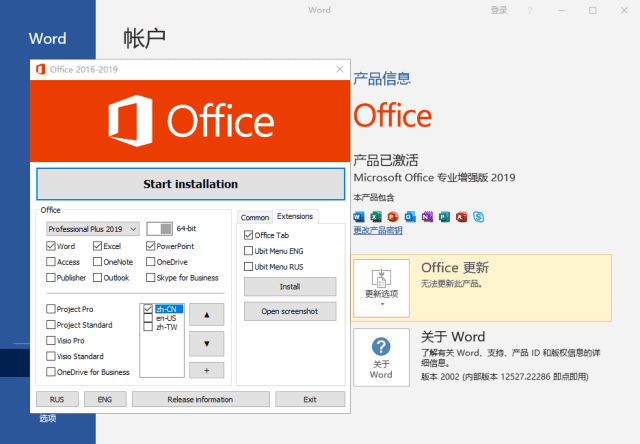 Word
登录
?
Word
帐户
Office 2016-2019
Office
Start installation
Office
Professional Plus 2019
64-bit
Word
Excel
PowerPoint
Access
OneNote
OneDrive
Publisher
Outlook
Skype for Business
Project Pro
Project Standard
Visio Pro
Visio Standard
OneDrive for Business
zh-CN
en-US
zh-TW
+
Common
Extensions
Office Tab
Ubit Menu ENG
Ubit Menu RUS
Install
Open screenshot
RUS
ENG
Release information
Exit
选项
产品信息
Office
产品已激活
Microsoft Office 专业增强版 2019
本产品包含
更改产品密钥
更新选项
Office 更新
无法更新此产品。
?
关于
Word
关于 Word
了解有关 Word、支持、产品 ID 和版权信息的详
细信息。
版本 2002 (内部版本 12527.22286 即点即用)